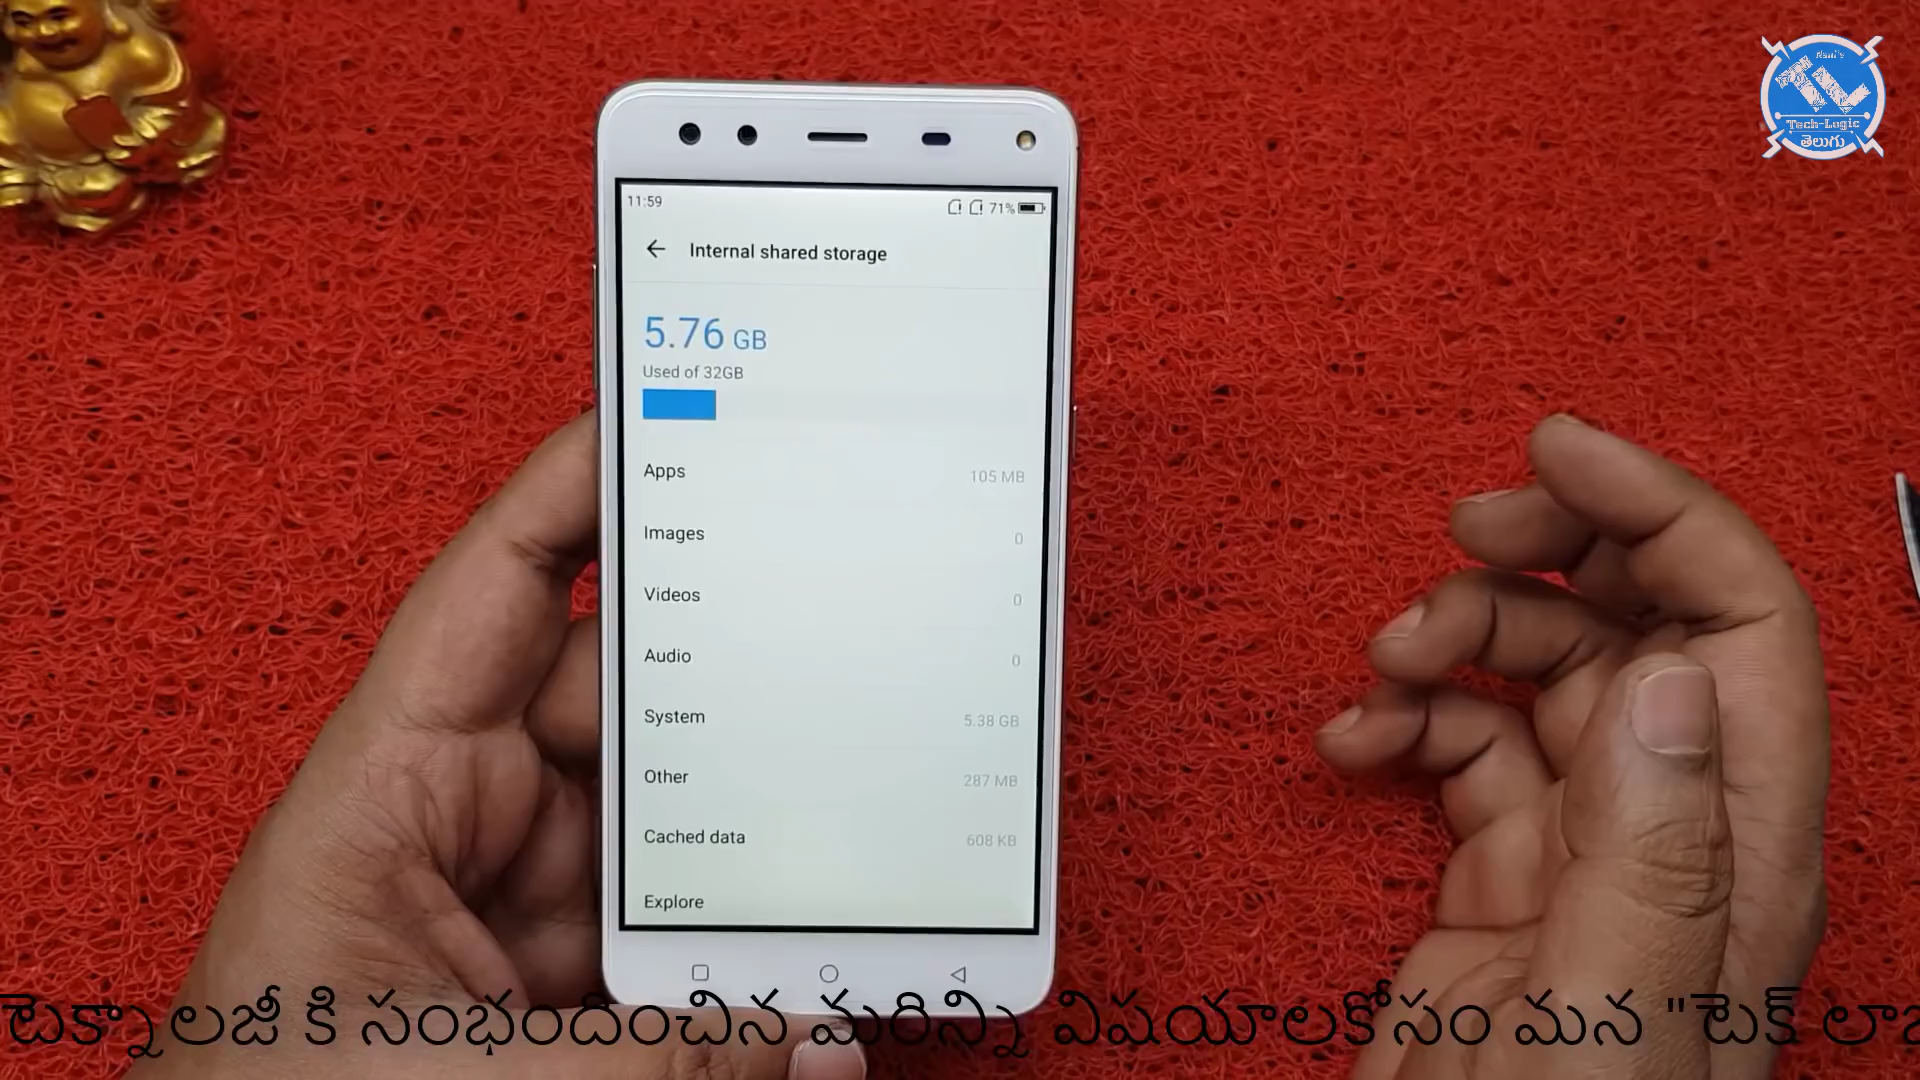 Tech-Logic
తెలుగు
11:59
71%
Internal shared storage
5.76 GB
Used of 32GB
Apps 105 MB
Images 0
Videos 0
Audio 0
System 5.38 GB
Other 287 MB
Cached data 608 KB
Explore
టెక్నాలజీ కి సంభందించిన మరిన్ని విషయాలకోసం మన "టెక్